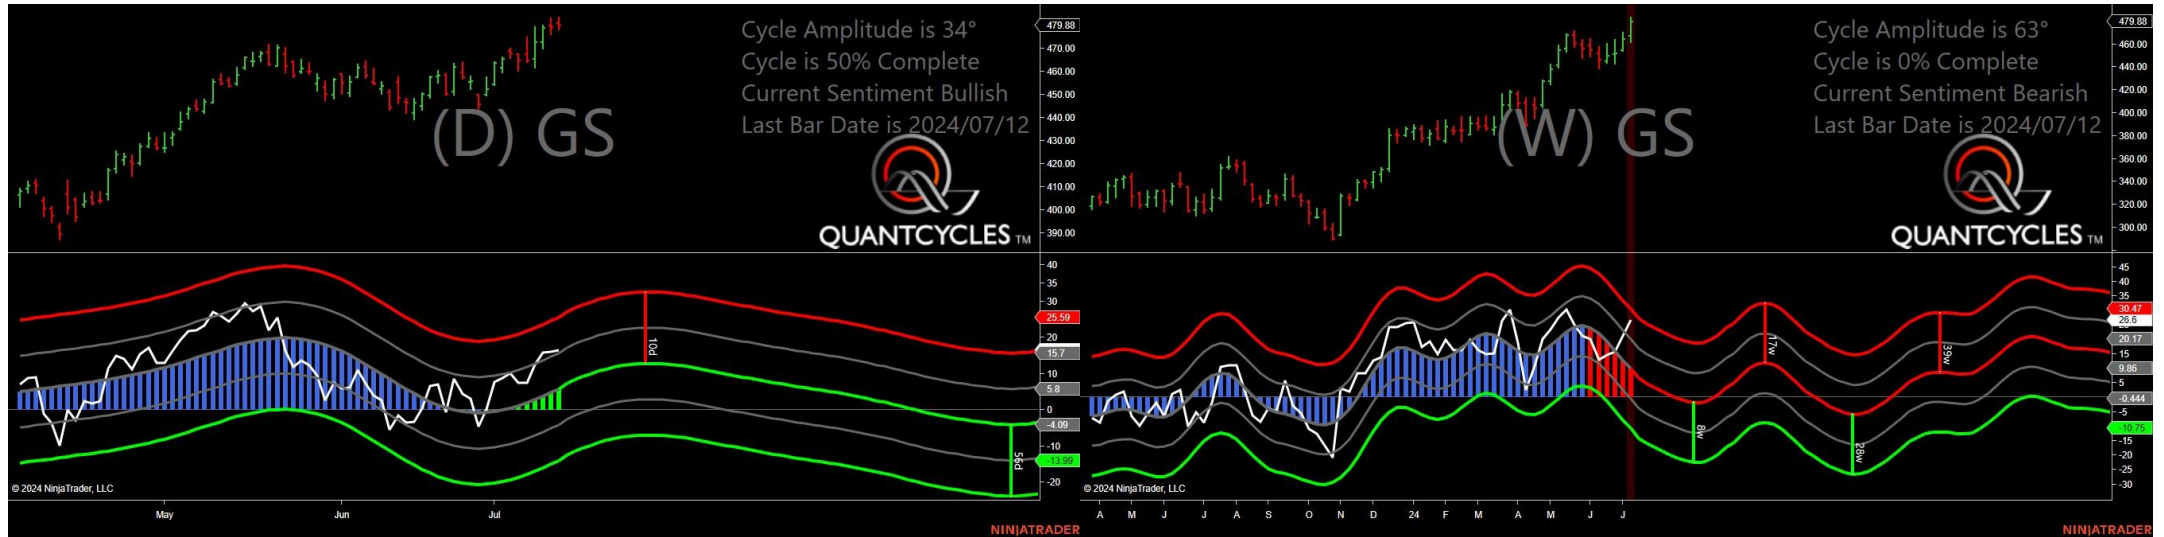 Cycle Amplitude is 34°
Cycle is 50% Complete
Current Sentiment Bullish
Last Bar Date is 2024/07/12
(D) GS
QUANTCYCLES TM
479.88
470.00
460.00
450.00
440.00
430.00
420.00
410.00
400.00
390.00
40
35
30
25.59
20
15.7
10
5.8
0
-4.09
-10
-13.99
-20
10d
56d
© 2024 NinjaTrader, LLC
May Jun Jul
NINJATRADER
Cycle Amplitude is 63°
Cycle is 0% Complete
Current Sentiment Bearish
Last Bar Date is 2024/07/12
(W) GS
QUANTCYCLES TM
479.88
460.00
440.00
420.00
400.00
380.00
360.00
340.00
320.00
300.00
45
35
30.47
26.6
20.17
15
9.86
5
-0.444
-5
-10.75
-15
-20
-25
-30
8w
17w
28w
39w
© 2024 NinjaTrader, LLC
A M J J A S O N D 24 F M A M J J
NINJATRADER